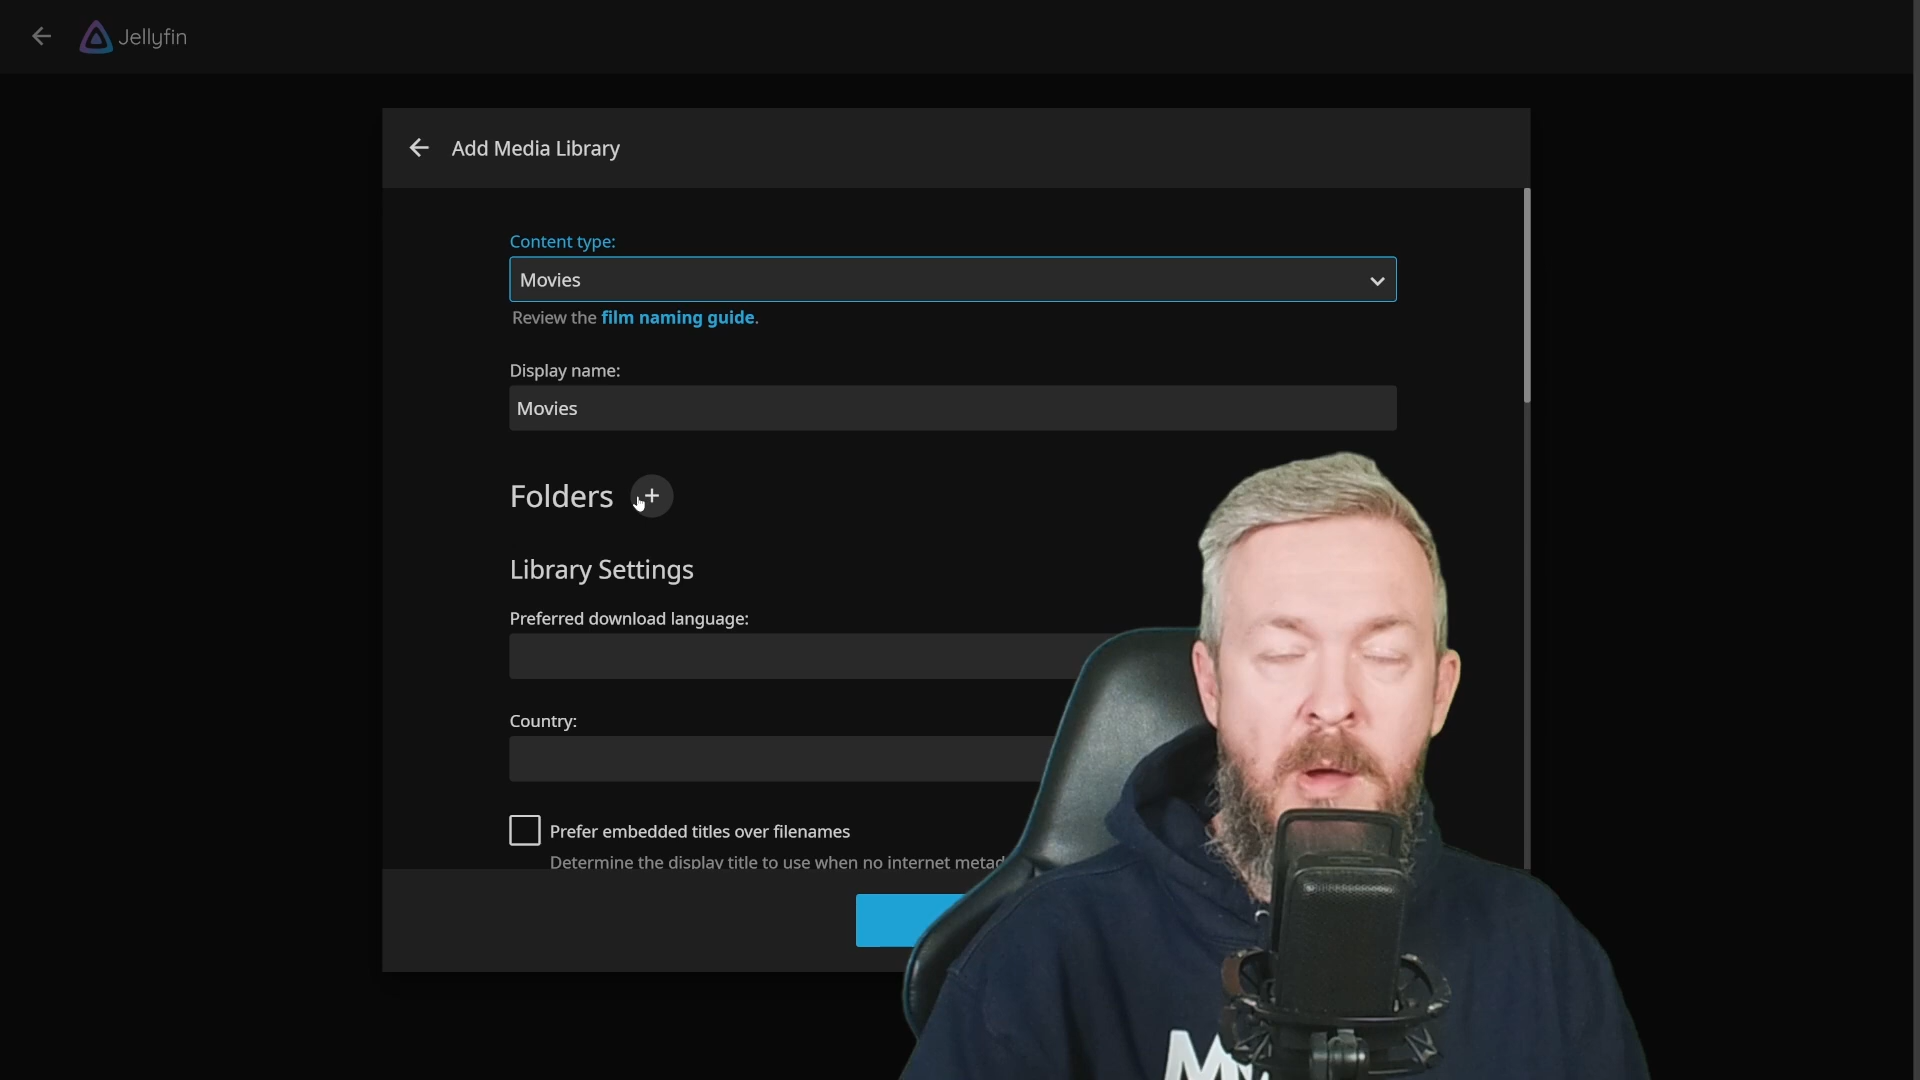 Jellyfin
Add Media Library
Content type:
Movies
Review the film naming guide.
Display name:
Movies
Folders
Library Settings
Preferred download language:
Country:
Prefer embedded titles over filenames
Determine the display title to use when no internet